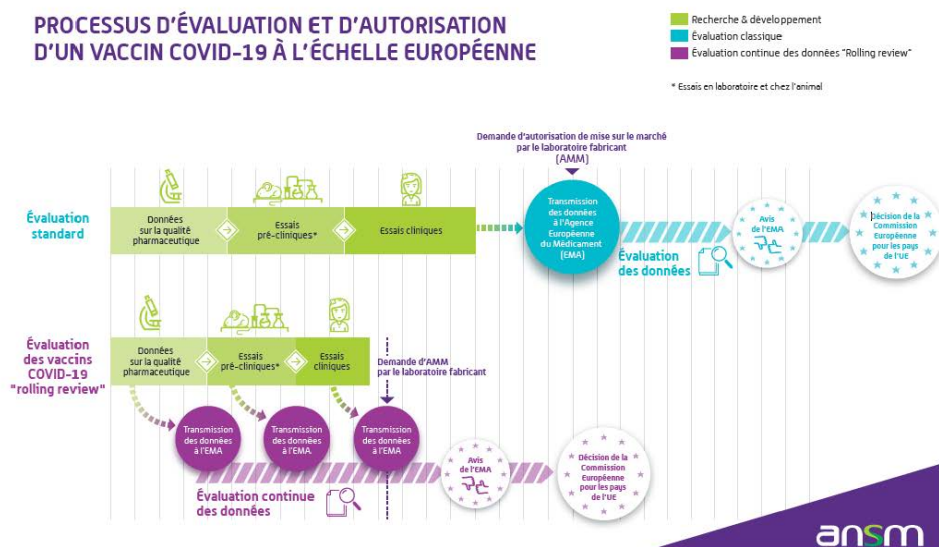 PROCESSUS D'ÉVALUATION ET D'AUTORISATION
D'UN VACCIN COVID-19 À L'ÉCHELLE EUROPÉENNE
Recherche & développement
Évaluation classique
Évaluation continue des données "Rolling review"
* Essais en laboratoire et chez l'animal
Demande d'autorisation de mise sur le marché
par le laboratoire fabricant
(AMM)
Évaluation
standard
Données
sur la qualité
pharmaceutique
Essais
pré-cliniques*
Essais cliniques
Transmission
des données
à l'Agence
Européenne
du Médicament
(EMA)
Évaluation
des données
Avis
de l'EMA
Décision de la
Commission
Européenne
pour les pays
de l'UE
Évaluation
des vaccins
COVID-19
"rolling review"
Données
sur la qualité
pharmaceutique
Essais
pré-cliniques*
Essais
cliniques
Demande d'AMM
par le laboratoire fabricant
Transmission
des données
à l'EMA
Transmission
des données
à l'EMA
Transmission
des données
à l'EMA
Évaluation continue
des données
Avis
de l'EMA
Décision de la
Commission
Européenne
pour les pays
de l'UE
ansm